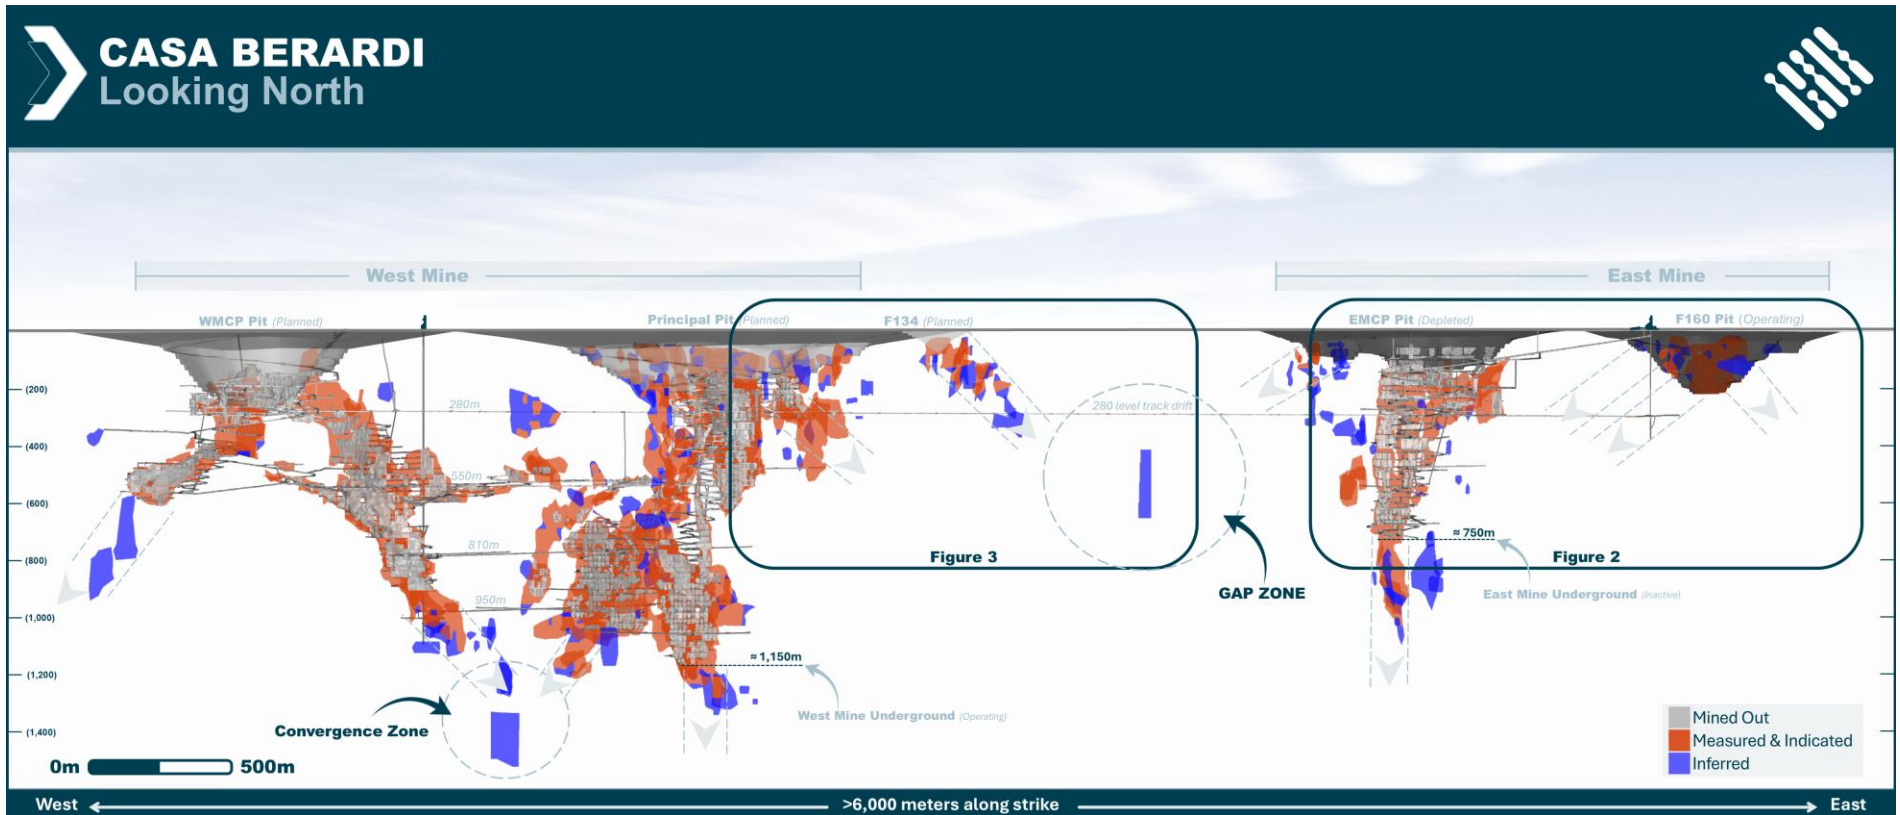 CASA BERARDI
Looking North
West Mine
East Mine
WMCP Pit (Planned)
Principal Pit (Planned)
F134 (Planned)
EMCP Pit (Depleted)
F160 Pit (Operating)
(200)
280m
280 level track drift
(400)
550m
(600)
≈ 750m
810m
Figure 3
Figure 2
(800)
GAP ZONE
East Mine Underground (Inactive)
950m
(1,000)
≈ 1,150m
(1,200)
West Mine Underground (Operating)
Convergence Zone
(1,400)
Mined Out
Measured & Indicated
Inferred
0m 500m
West >6,000 meters along strike East